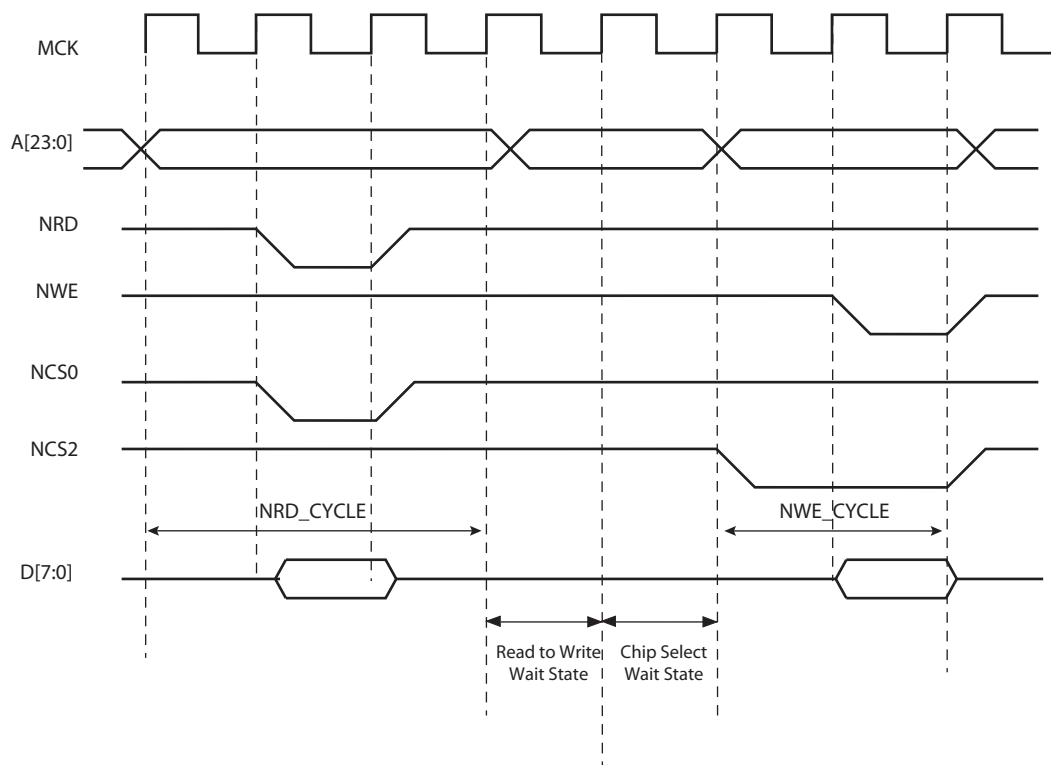 MCK
A[23:0]
NRD
NWE
NCS0
NCS2
NRD_CYCLE
NWE_CYCLE
D[7:0]
Read to Write
Wait State
Chip Select
Wait State